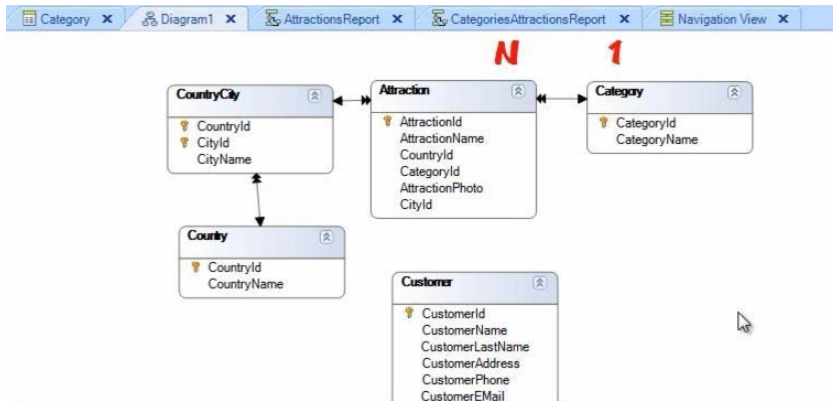 Category Diagram1 AttractionsReport CategoriesAttractionsReport Navigation View
N 1
CountryCity
CountryId
CityId
CityName
Attraction
AttractionId
AttractionName
CountryId
CategoryId
AttractionPhoto
CityId
Category
CategoryId
CategoryName
Country
CountryId
CountryName
Customer
CustomerId
CustomerName
CustomerLastName
CustomerAddress
CustomerPhone
CustomerEMail